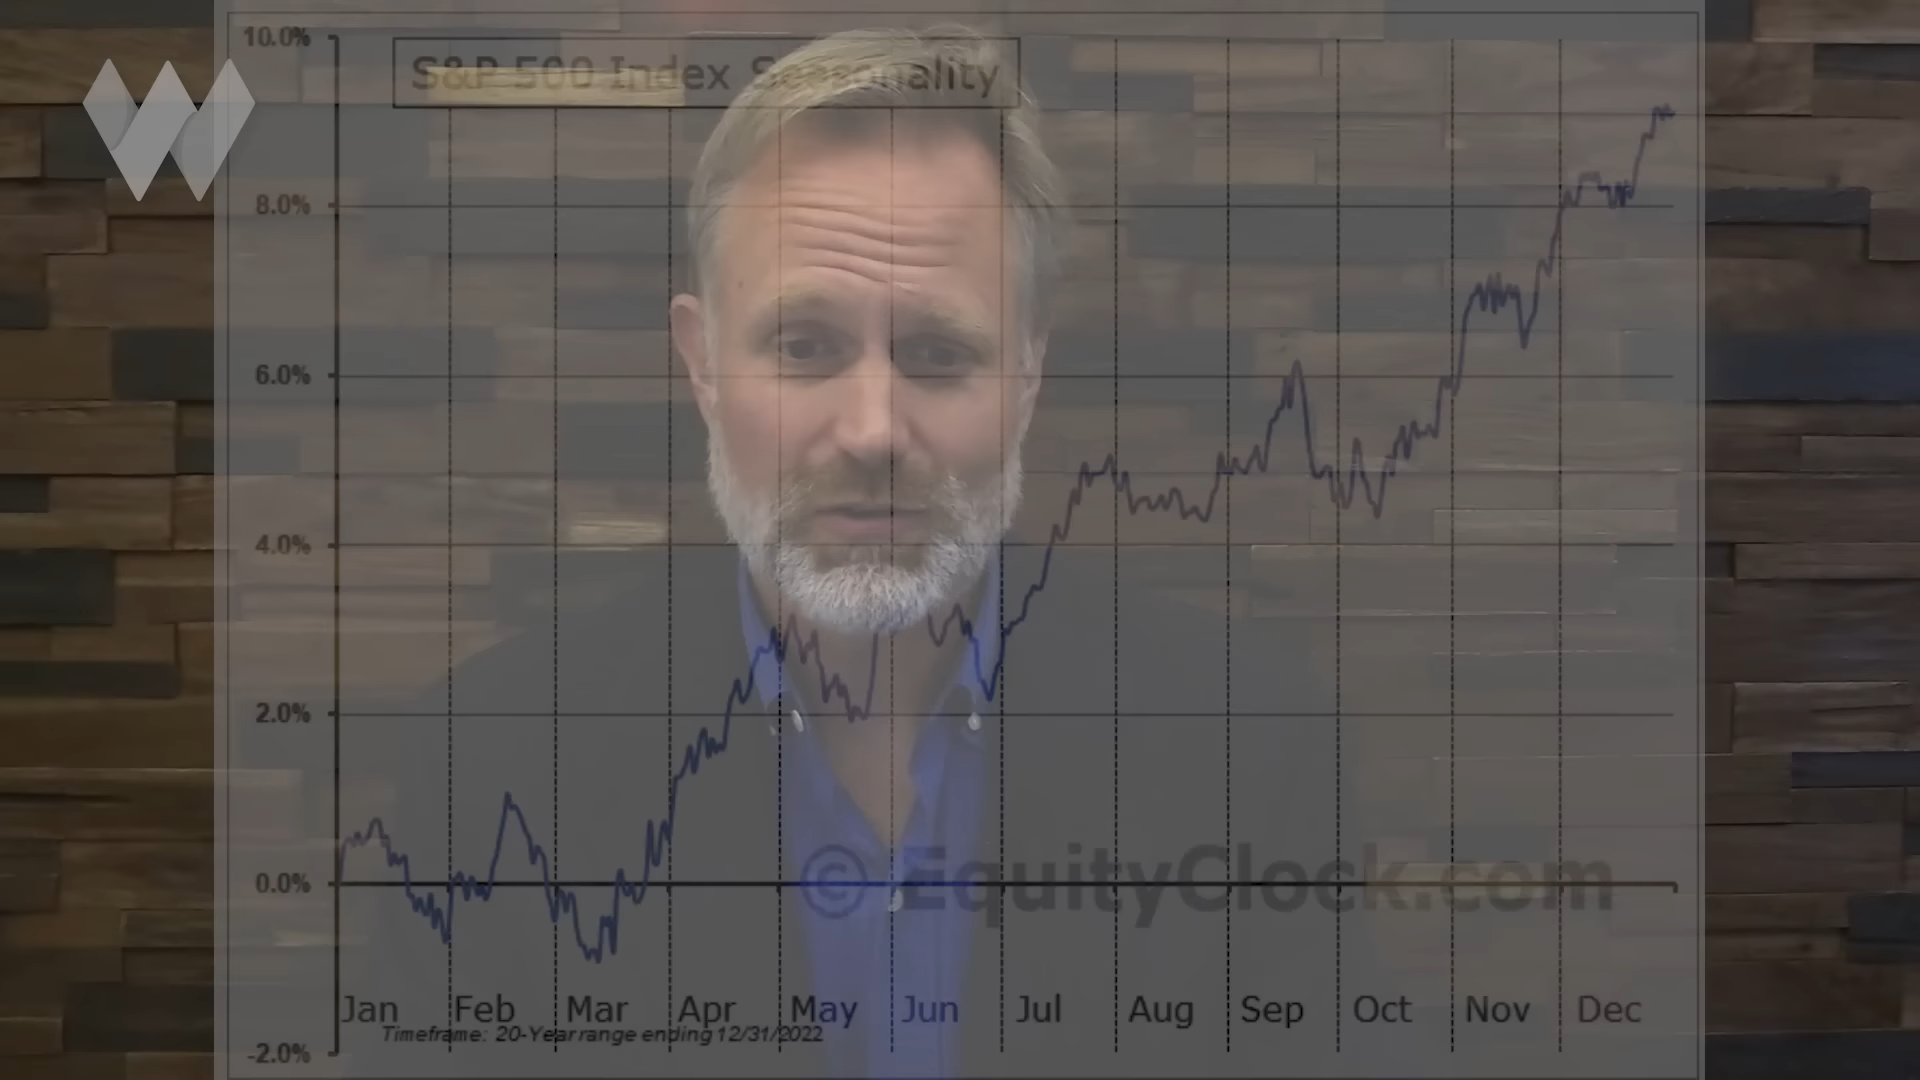 10.0%
S&P 500 Index Seasonality
8.0%
6.0%
4.0%
2.0%
© EquityClock.com
0.0%
Jan Feb Mar Apr May Jun Jul Aug Sep Oct Nov Dec
Timeframe: 20-Year range ending 12/31/2022
-2.0%